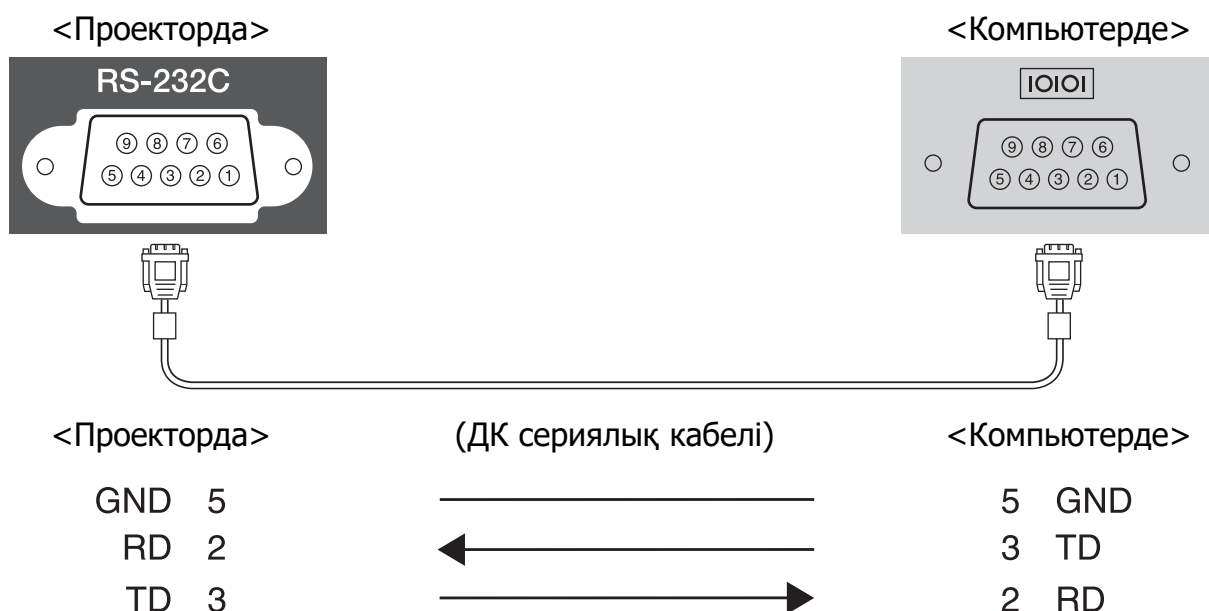 <Проекторда> <Компьютерде>
RS-232C IOIOI
9 8 7 6 9 8 7 6
5 4 3 2 1 5 4 3 2 1
<Проекторда> (ДК сериялық кабелі) <Компьютерде>
GND 5 5 GND
RD 2 3 TD
TD 3 2 RD